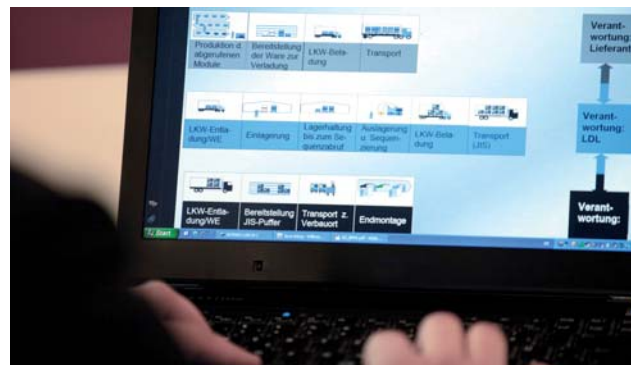 Produktion d.
abgerufenen
Module
Bereitstellung
der Ware zur
Verladung
LKW-Bela-
dung
Transport
Verant-
wortung:
Lieferant
LKW-Entla-
dung/WE
Einlagerung
Lagerhaltung
bis zum Se-
quenzabruf
Auslagerung
u. Sequen-
zierung
LKW-Bela-
dung
Transport
(JIS)
Verant-
wortung:
LDL
LKW-Entla-
dung/WE
Bereitstellung
JIS-Puffer
Transport z.
Verbauort
Endmontage
Verant-
wortung:
Start